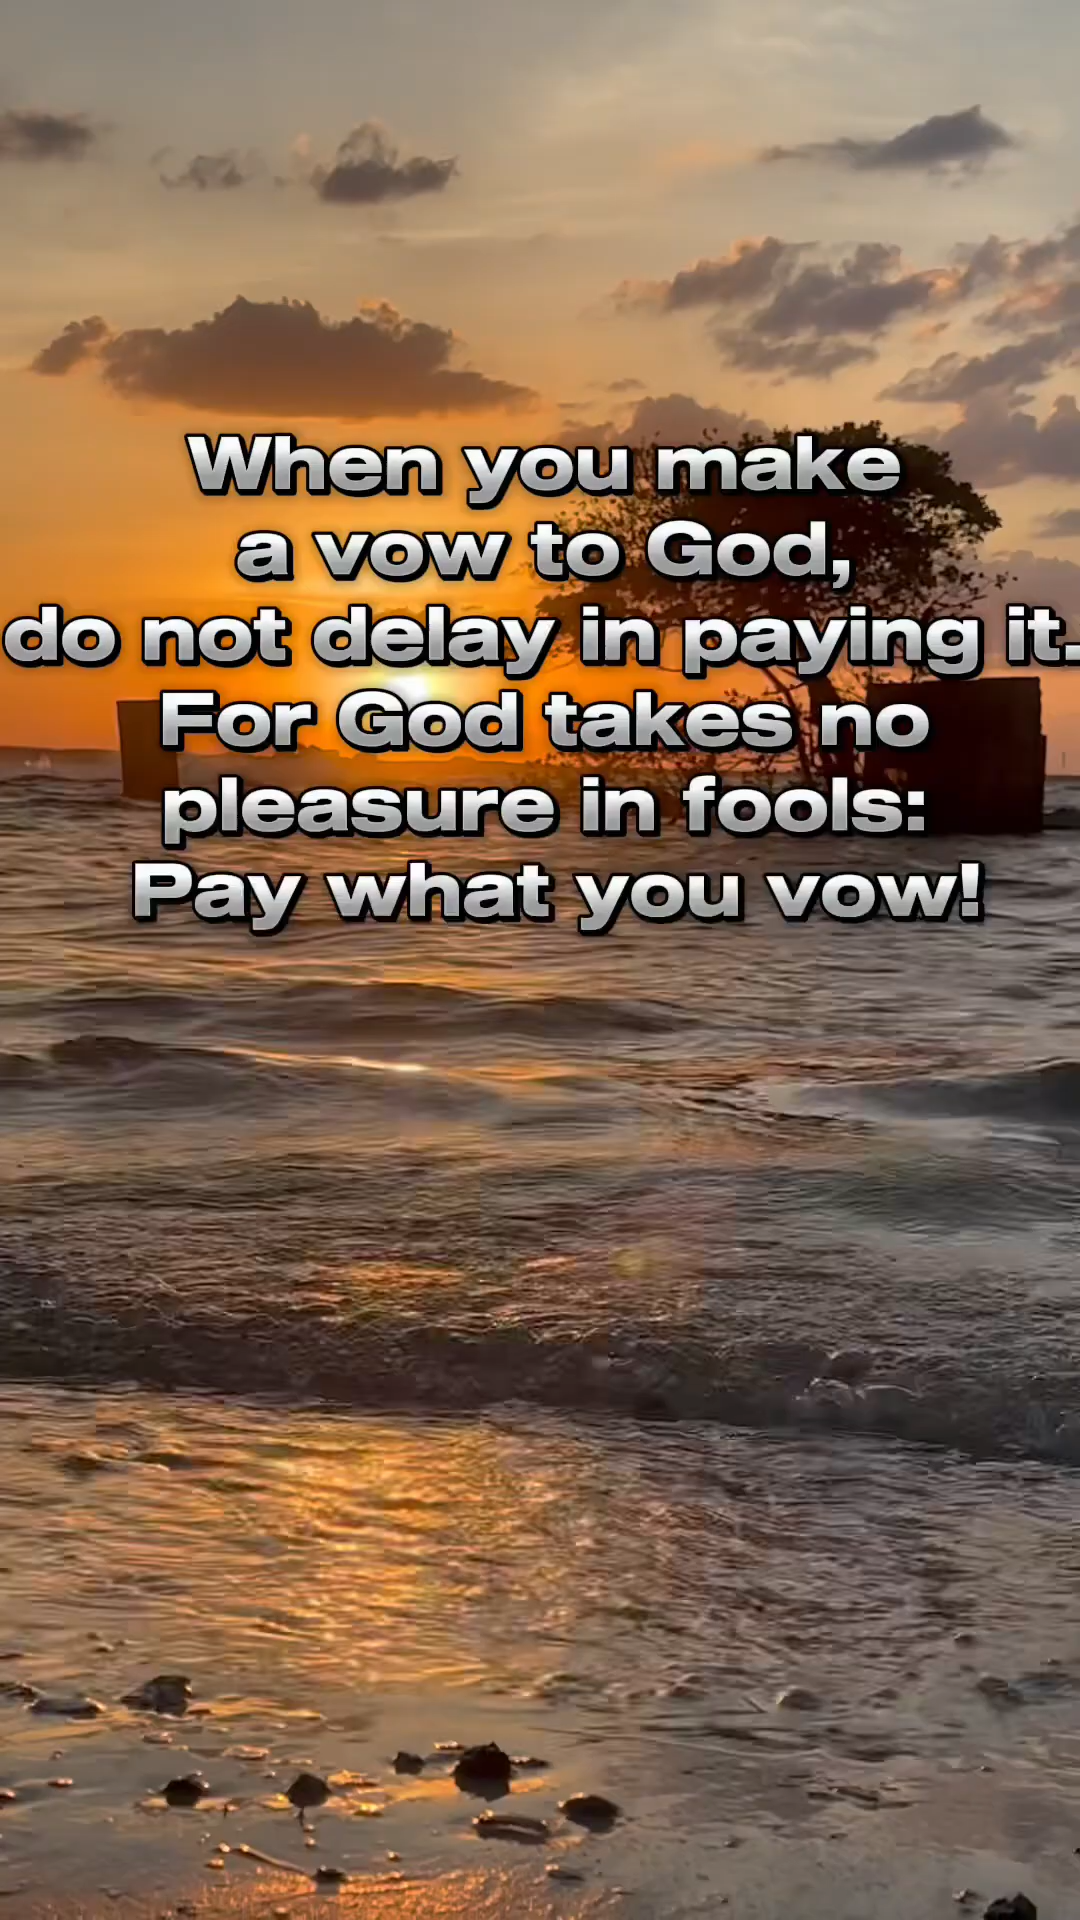 When you make
a vow to God,
do not delay in paying it.
For God takes no
pleasure in fools:
Pay what you vow!